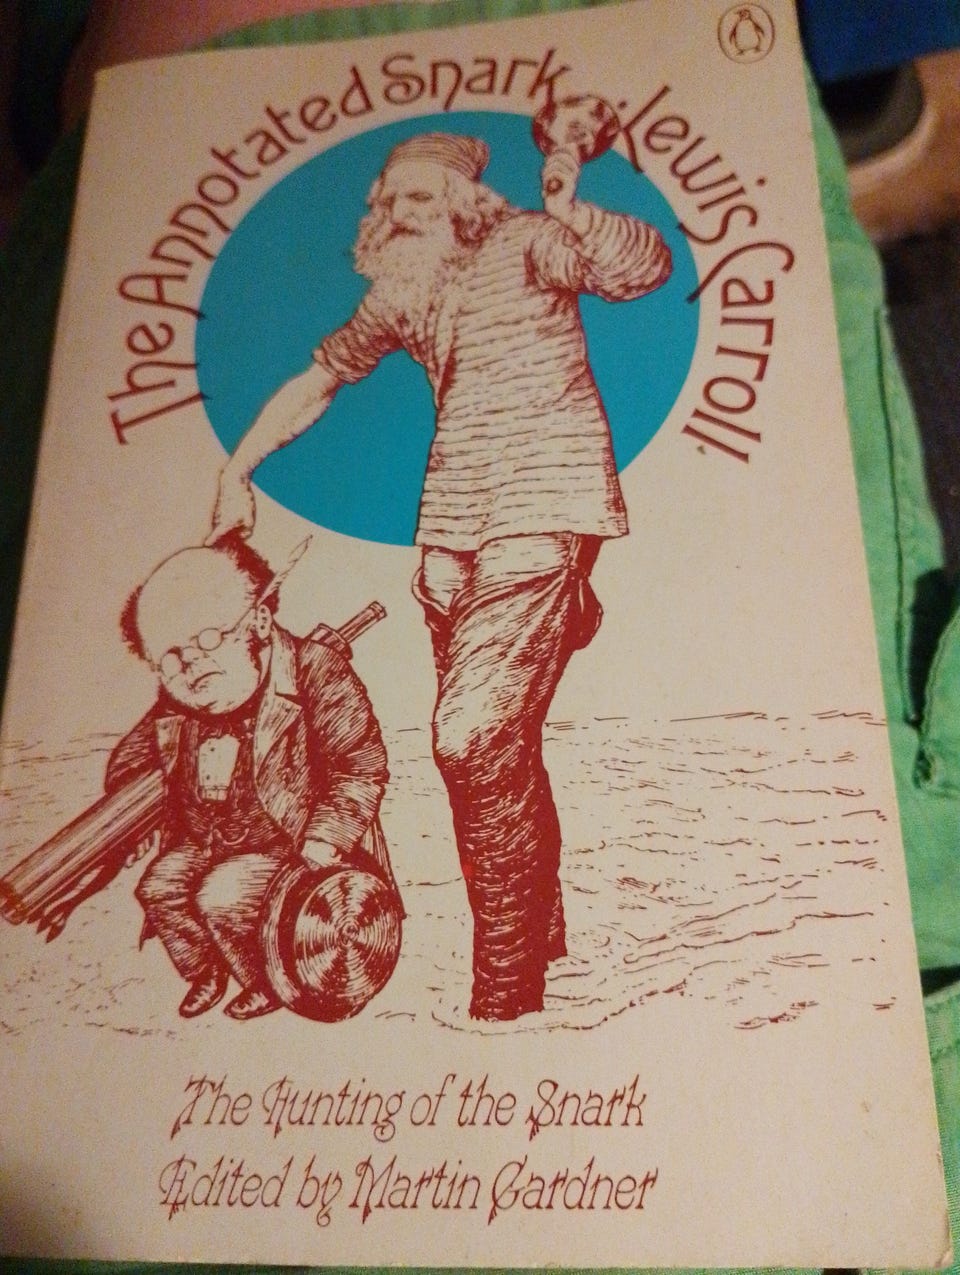 The Annotated Snark
Lewis Carroll
The Hunting of the Snark
Edited by Martin Gardner